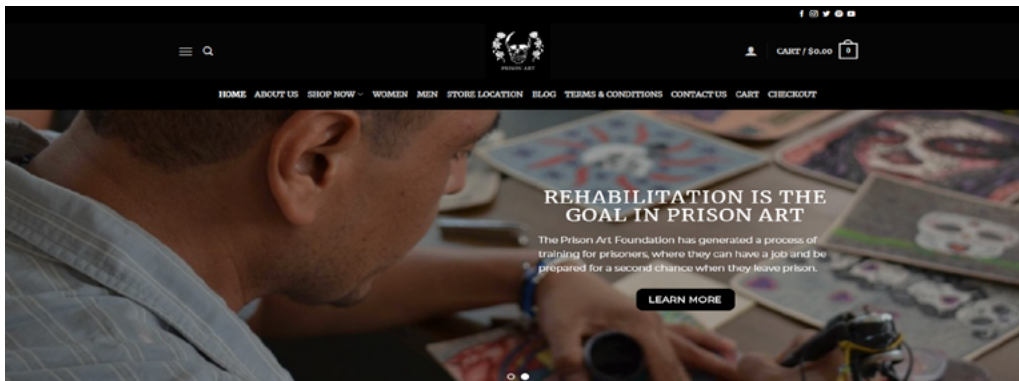 PRISON ART
CART / $0.00 0
HOME ABOUT US SHOP NOW WOMEN MEN STORE LOCATION BLOG TERMS & CONDITIONS CONTACT US CART CHECKOUT
REHABILITATION IS THE
GOAL IN PRISON ART
The Prison Art Foundation has generated a process of
training for prisoners, where they can have a job and be
prepared for a second chance when they leave prison.
LEARN MORE